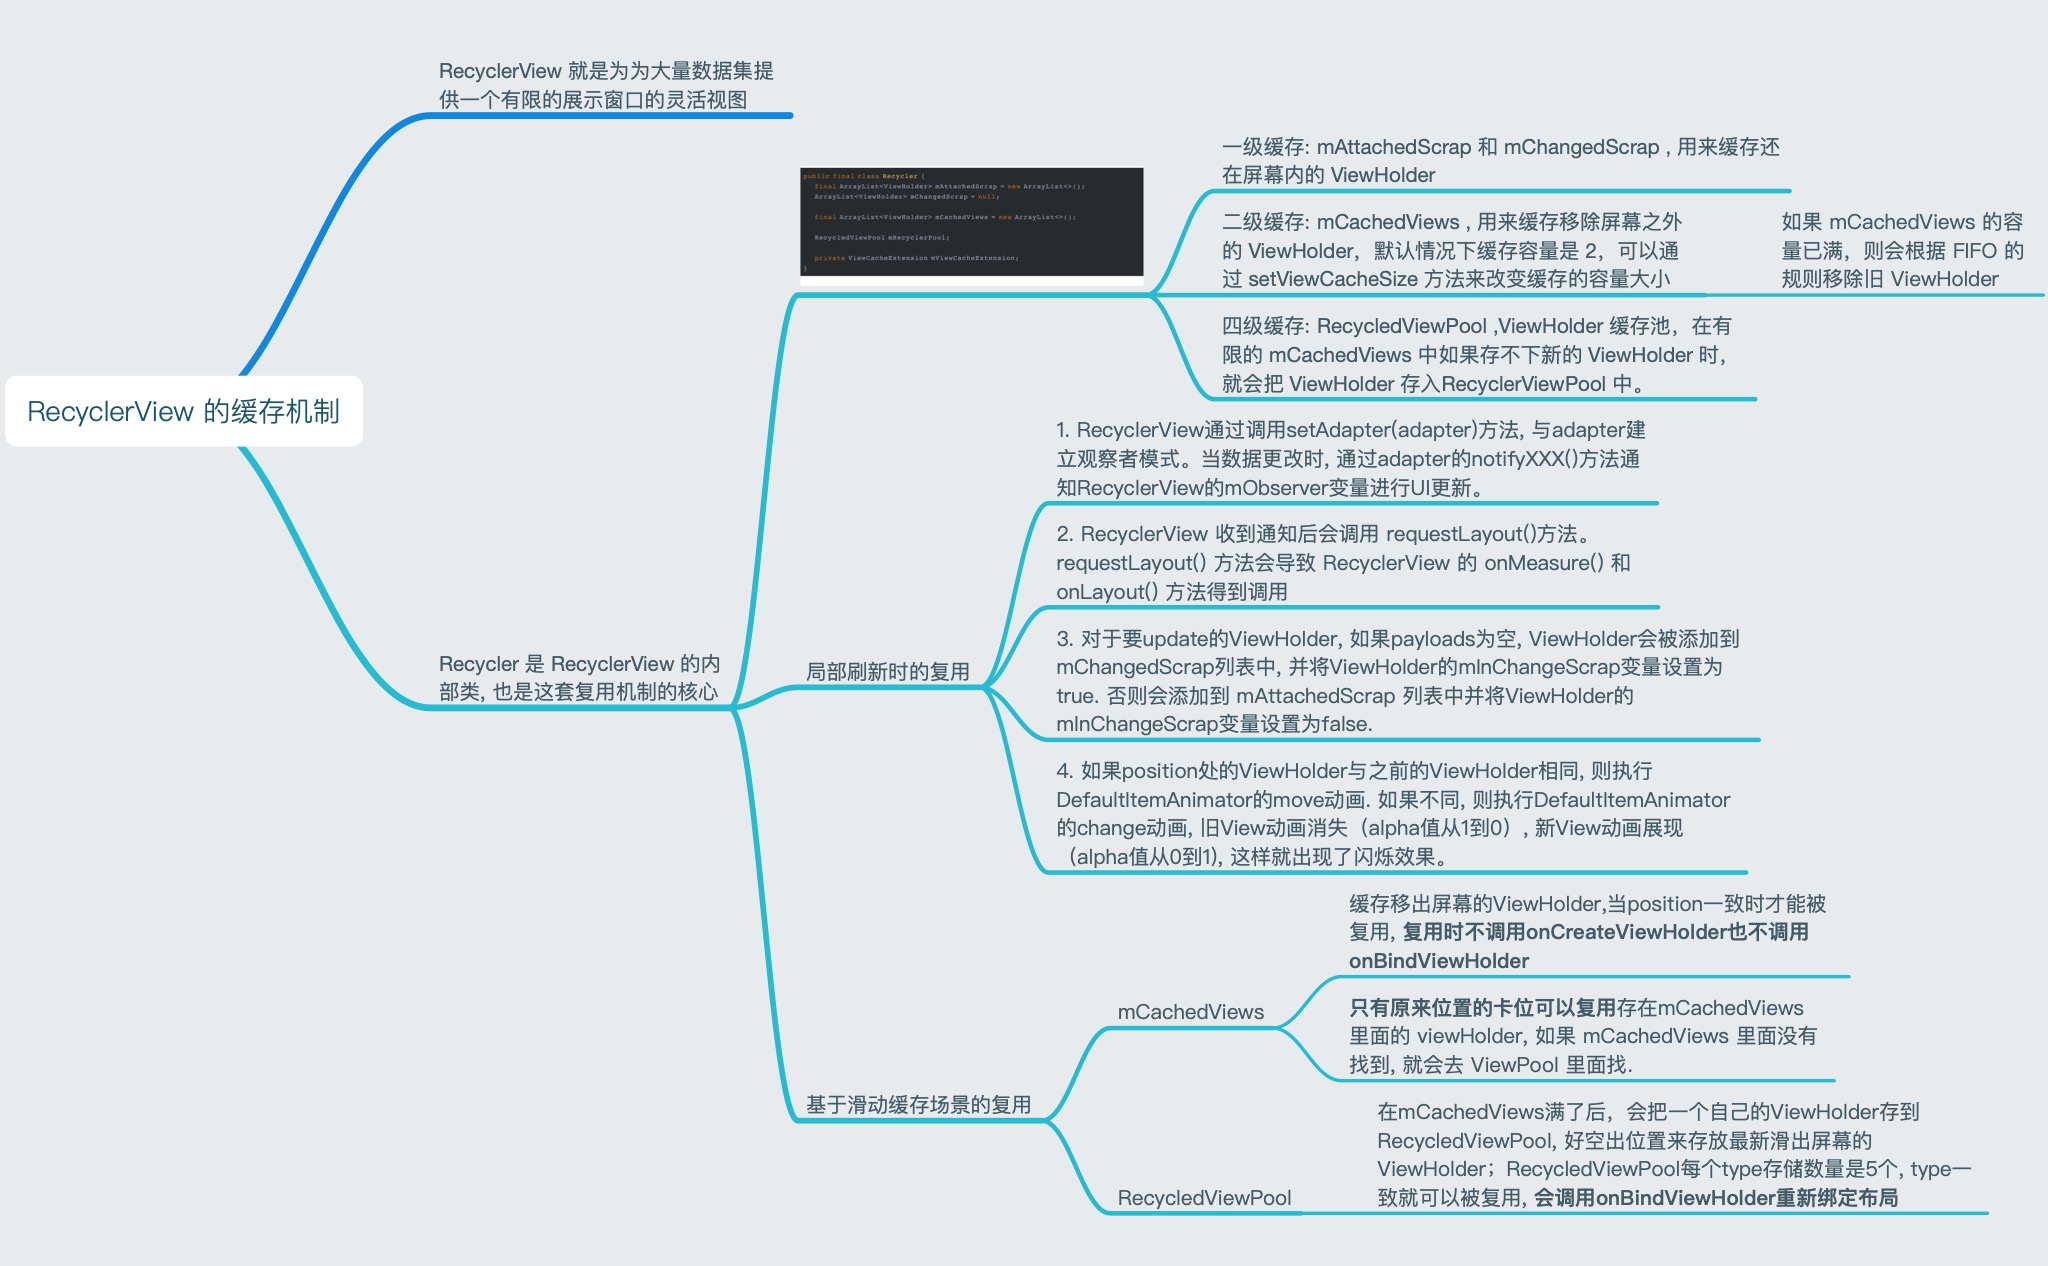 RecyclerView 的缓存机制
RecyclerView 就是为为大量数据集提
供一个有限的展示窗口的灵活视图
Recycler 是 RecyclerView 的内
部类, 也是这套复用机制的核心
public final class Recycler {
final ArrayList<ViewHolder> mAttachedScrap = new ArrayList<>();
ArrayList<ViewHolder> mChangedScrap = null;
final ArrayList<ViewHolder> mCachedViews = new ArrayList<>();
RecycledViewPool mRecyclerPool;
private ViewCacheExtension mViewCacheExtension;
}
一级缓存: mAttachedScrap 和 mChangedScrap , 用来缓存还
在屏幕内的 ViewHolder
二级缓存: mCachedViews , 用来缓存移除屏幕之外
的 ViewHolder，默认情况下缓存容量是 2，可以通
过 setViewCacheSize 方法来改变缓存的容量大小
如果 mCachedViews 的容
量已满，则会根据 FIFO 的
规则移除旧 ViewHolder
四级缓存: RecycledViewPool ,ViewHolder 缓存池，在有
限的 mCachedViews 中如果存不下新的 ViewHolder 时，
就会把 ViewHolder 存入RecyclerViewPool 中。
局部刷新时的复用
1. RecyclerView通过调用setAdapter(adapter)方法, 与adapter建
立观察者模式。当数据更改时, 通过adapter的notifyXXX()方法通
知RecyclerView的mObserver变量进行UI更新。
2. RecyclerView 收到通知后会调用 requestLayout()方法。
requestLayout() 方法会导致 RecyclerView 的 onMeasure() 和
onLayout() 方法得到调用
3. 对于要update的ViewHolder, 如果payloads为空, ViewHolder会被添加到
mChangedScrap列表中, 并将ViewHolder的mInChangeScrap变量设置为
true. 否则会添加到 mAttachedScrap 列表中并将ViewHolder的
mInChangeScrap变量设置为false.
4. 如果position处的ViewHolder与之前的ViewHolder相同, 则执行
DefaultItemAnimator的move动画. 如果不同, 则执行DefaultItemAnimator
的change动画, 旧View动画消失（alpha值从1到0）, 新View动画展现
（alpha值从0到1), 这样就出现了闪烁效果。
基于滑动缓存场景的复用
mCachedViews
缓存移出屏幕的ViewHolder,当position一致时才能被
复用, 复用时不调用onCreateViewHolder也不调用
onBindViewHolder
只有原来位置的卡位可以复用存在mCachedViews
里面的 viewHolder, 如果 mCachedViews 里面没有
找到, 就会去 ViewPool 里面找.
RecycledViewPool
在mCachedViews满了后，会把一个自己的ViewHolder存到
RecycledViewPool, 好空出位置来存放最新滑出屏幕的
ViewHolder；RecycledViewPool每个type存储数量是5个, type一
致就可以被复用, 会调用onBindViewHolder重新绑定布局